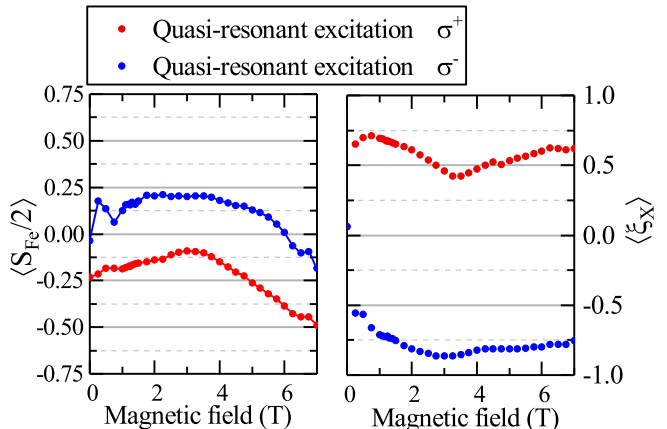 Quasi-resonant excitation σ+
Quasi-resonant excitation σ-
0.75
0.50
0.25
0.00
-0.25
-0.50
-0.75
⟨S_Fe/2⟩
0 2 4 6
Magnetic field (T)
1.0
0.5
0.0
-0.5
-1.0
⟨ξ_X⟩
0 2 4 6
Magnetic field (T)